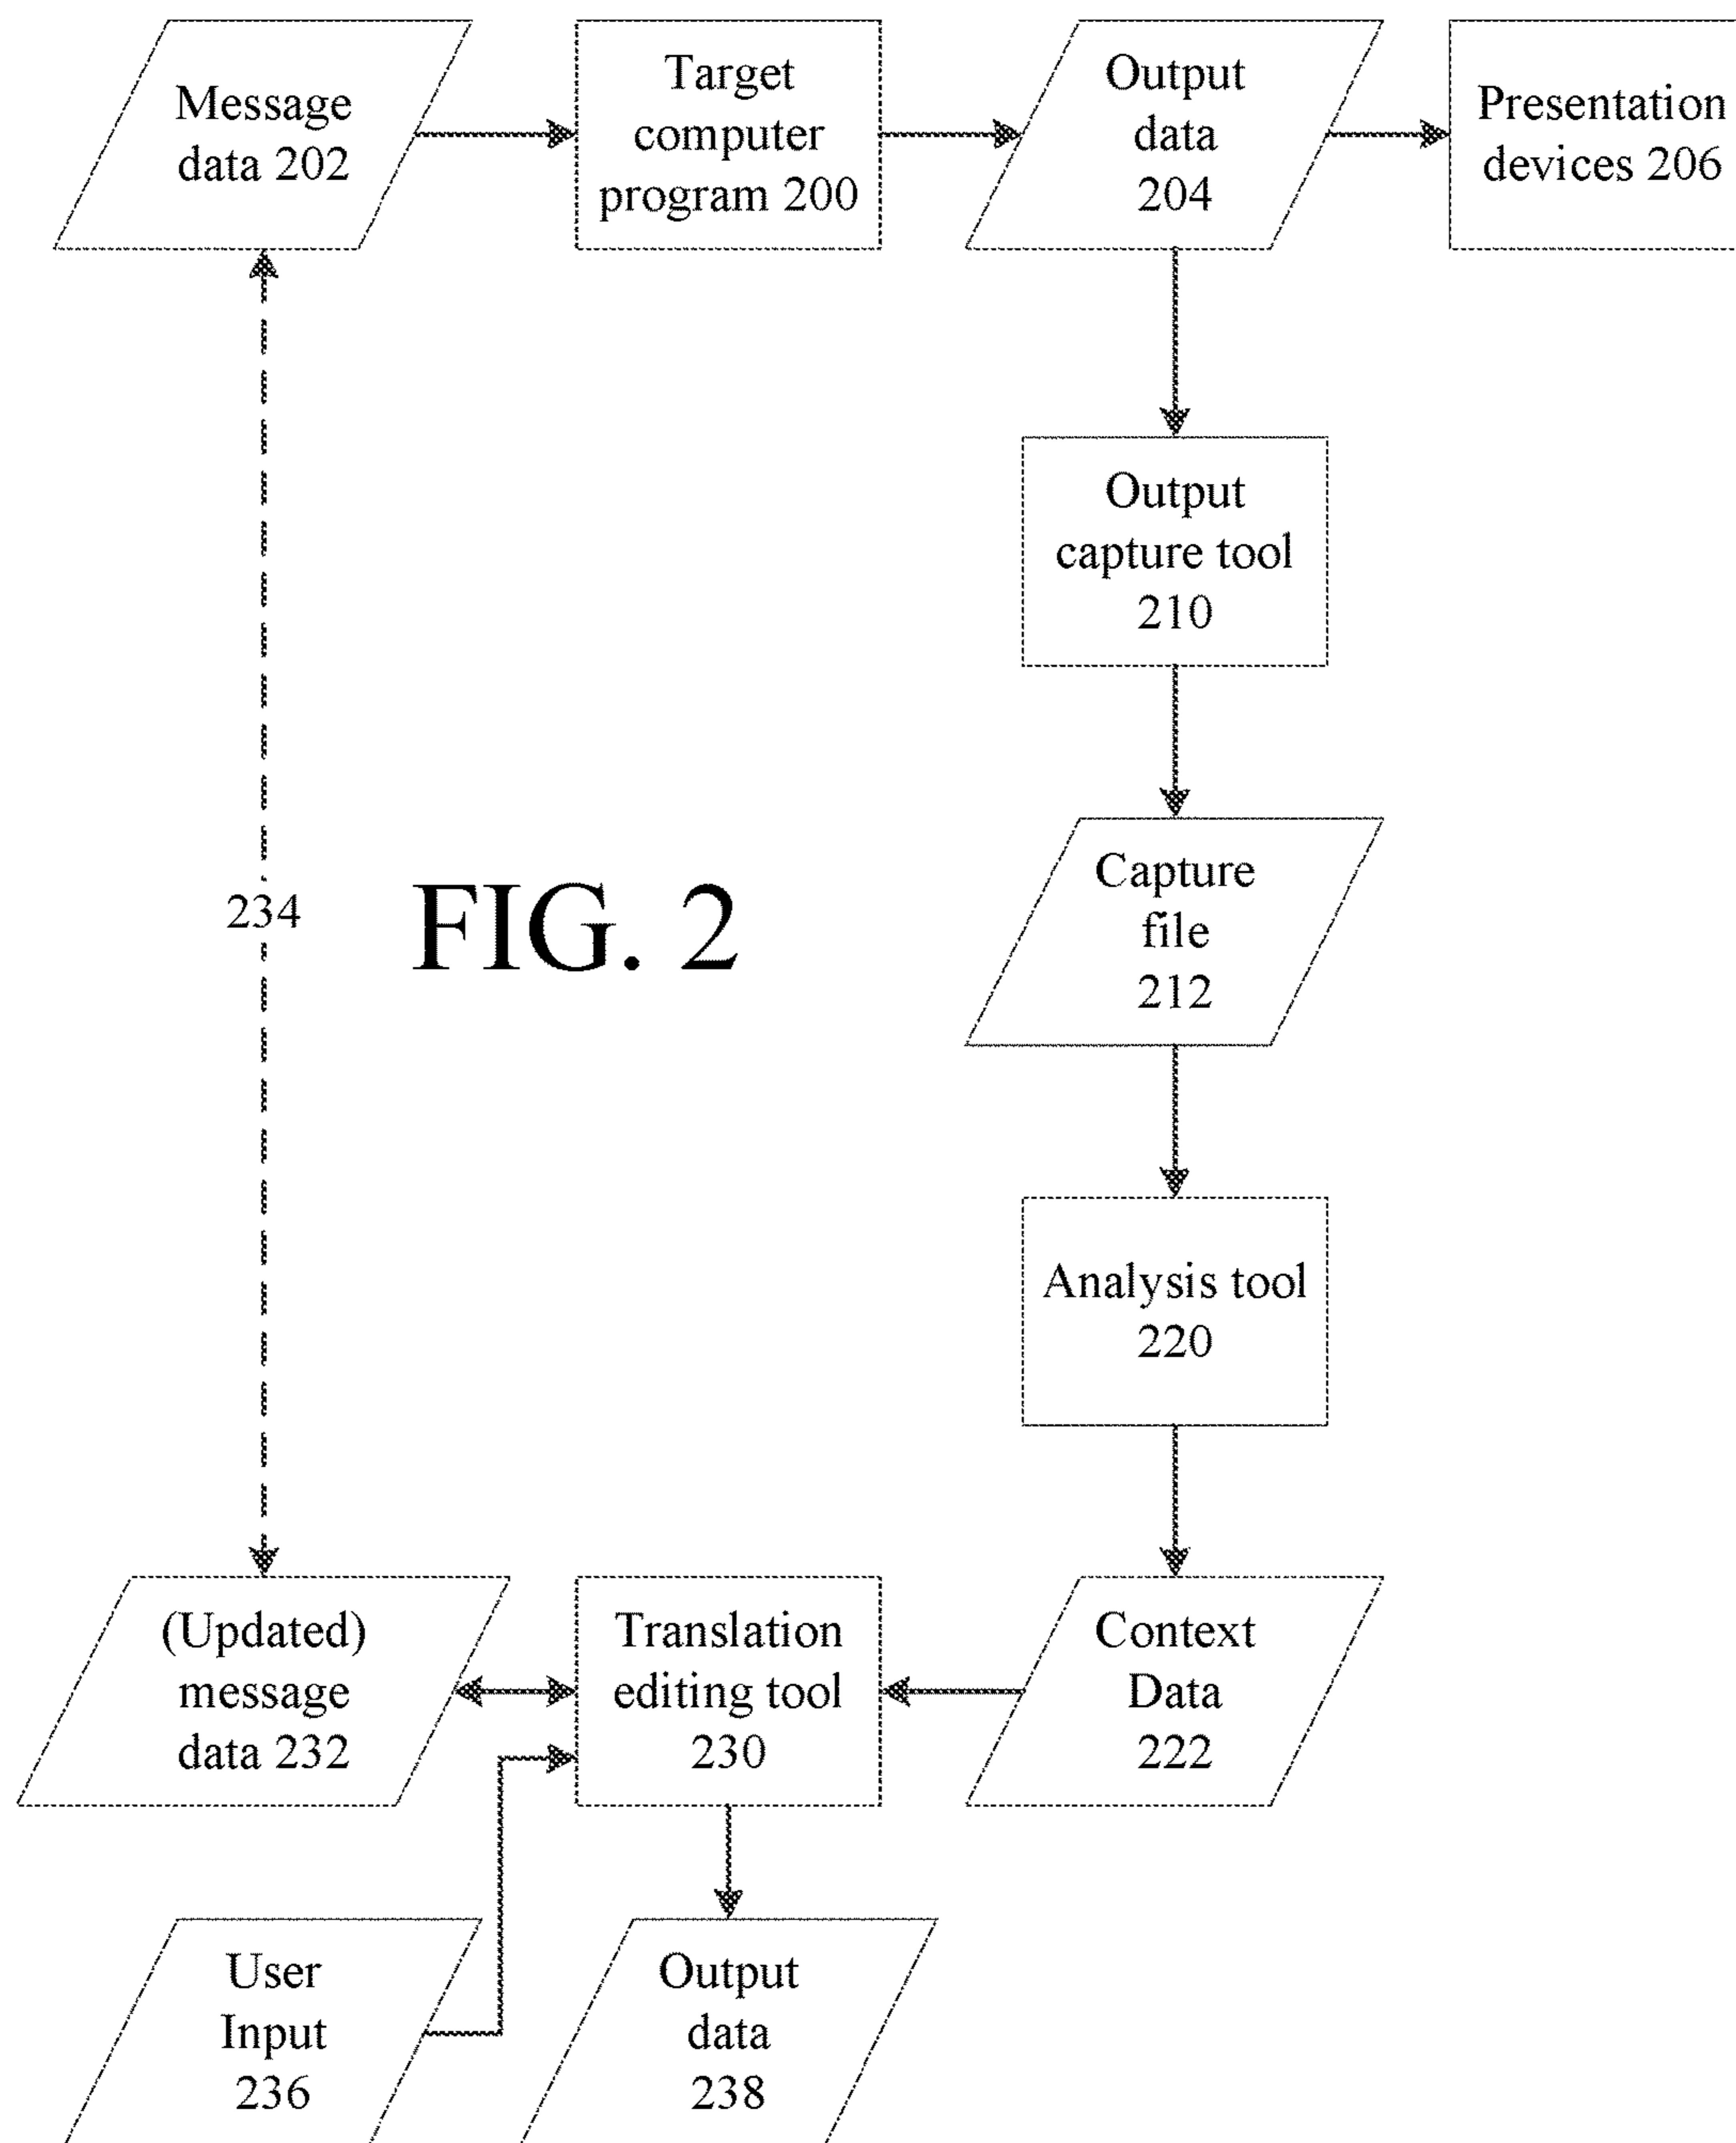 Message
data 202
Target
computer
program 200
Output
data
204
Presentation
devices 206
Output
capture tool
210
234
FIG. 2
Capture
file
212
Analysis tool
220
(Updated)
message
data 232
Translation
editing tool
230
Context
Data
222
User
Input
236
Output
data
238